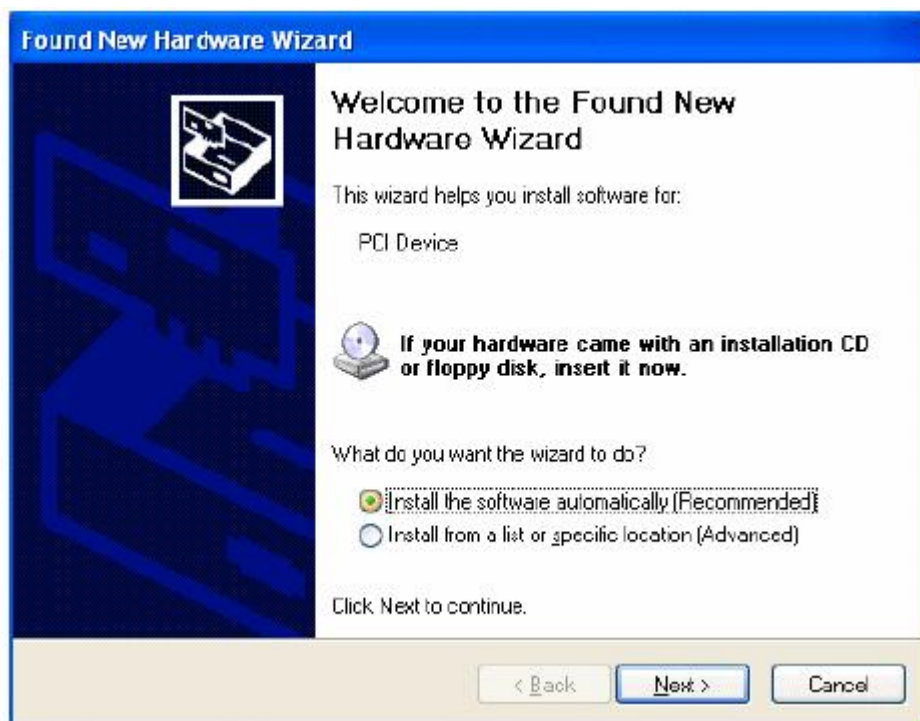 Found New Hardware Wizard
Welcome to the Found New
Hardware Wizard
This wizard helps you install software for:
PCI Device
If your hardware came with an installation CD
or floppy disk, insert it now.
What do you want the wizard to do?
Install the software automatically (Recommended)
Install from a list or specific location (Advanced)
Click Next to continue.
< Back
Next >
Cancel